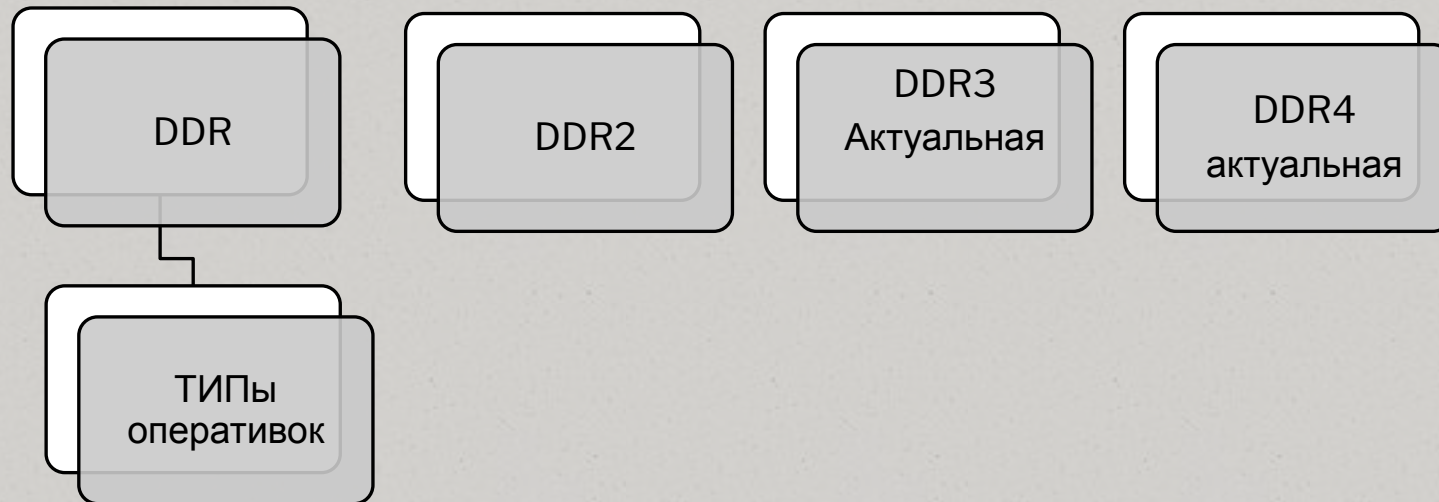 DDR
DDR2
DDR3
Актуальная
DDR4
актуальная
ТИПы
оперативок